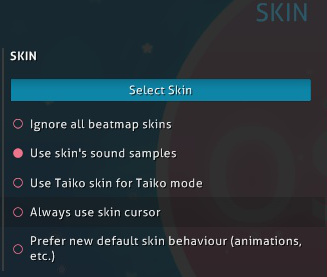 SKIN
SKIN
Select Skin
Ignore all beatmap skins
Use skin's sound samples
Use Taiko skin for Taiko mode
Always use skin cursor
Prefer new default skin behaviour (animations,
etc.)